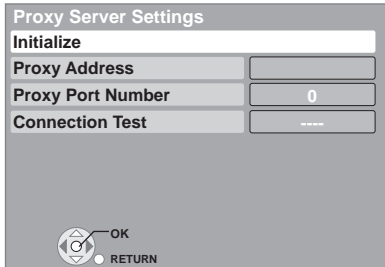 Proxy Server Settings
Initialize
Proxy Address
Proxy Port Number 0
Connection Test ----
OK
RETURN